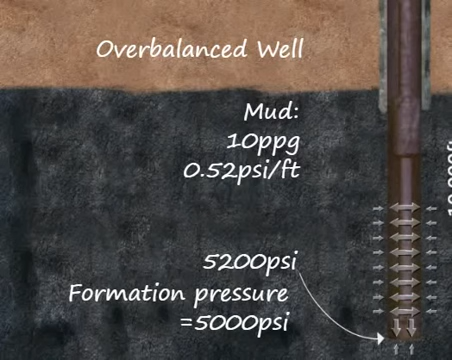 Overbalanced Well
Mud:
10ppg
0.52psi/ft
5200psi
Formation pressure
=5000psi